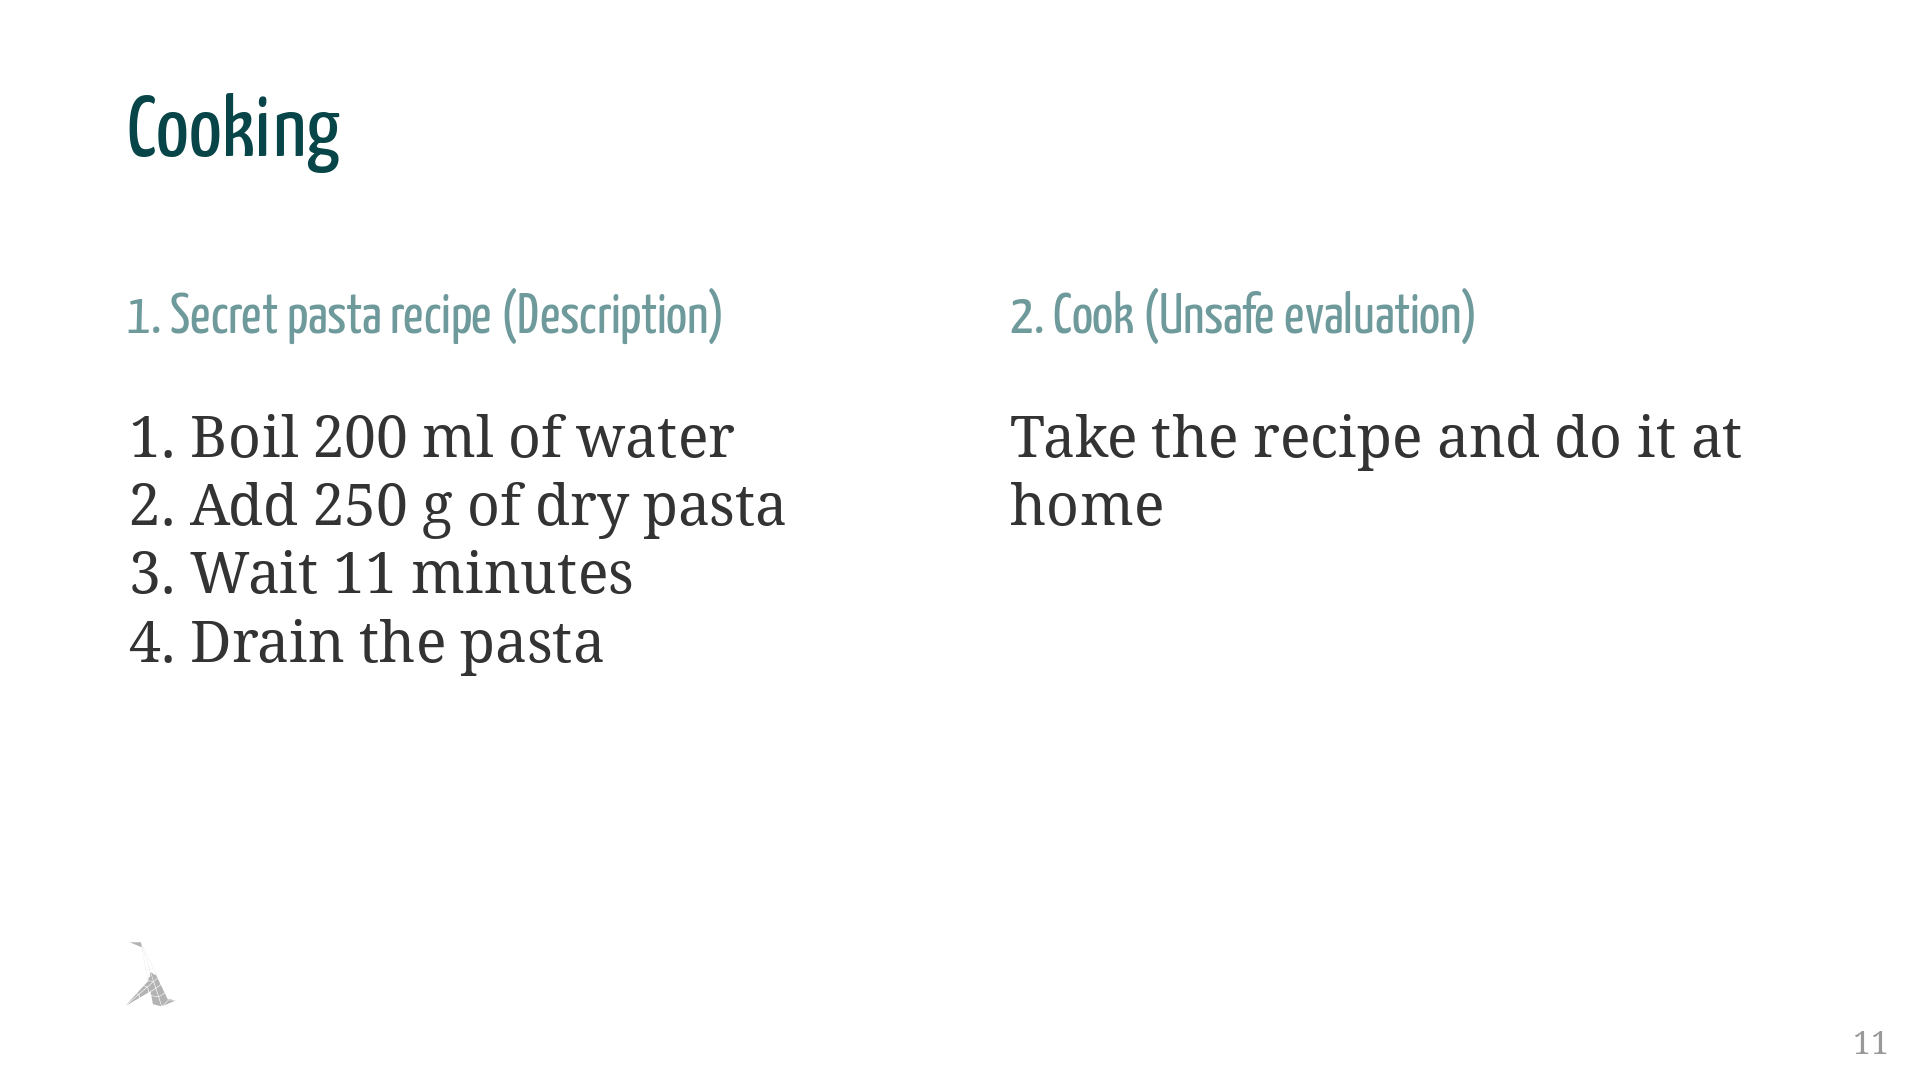 Cooking
1. Secret pasta recipe (Description)
1. Boil 200 ml of water
2. Add 250 g of dry pasta
3. Wait 11 minutes
4. Drain the pasta
2. Cook (Unsafe evaluation)
Take the recipe and do it at
home
11